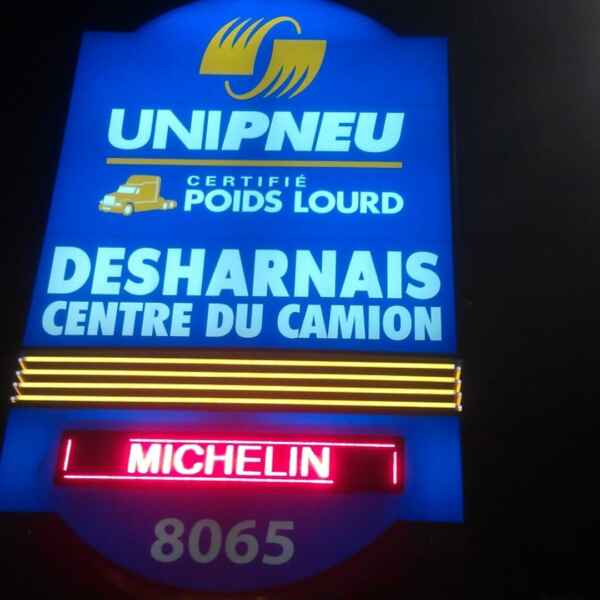 UNIPNEU
CERTIFIÉ
POIDS LOURD
DESHARNAIS
CENTRE DU CAMION
MICHELIN
8065